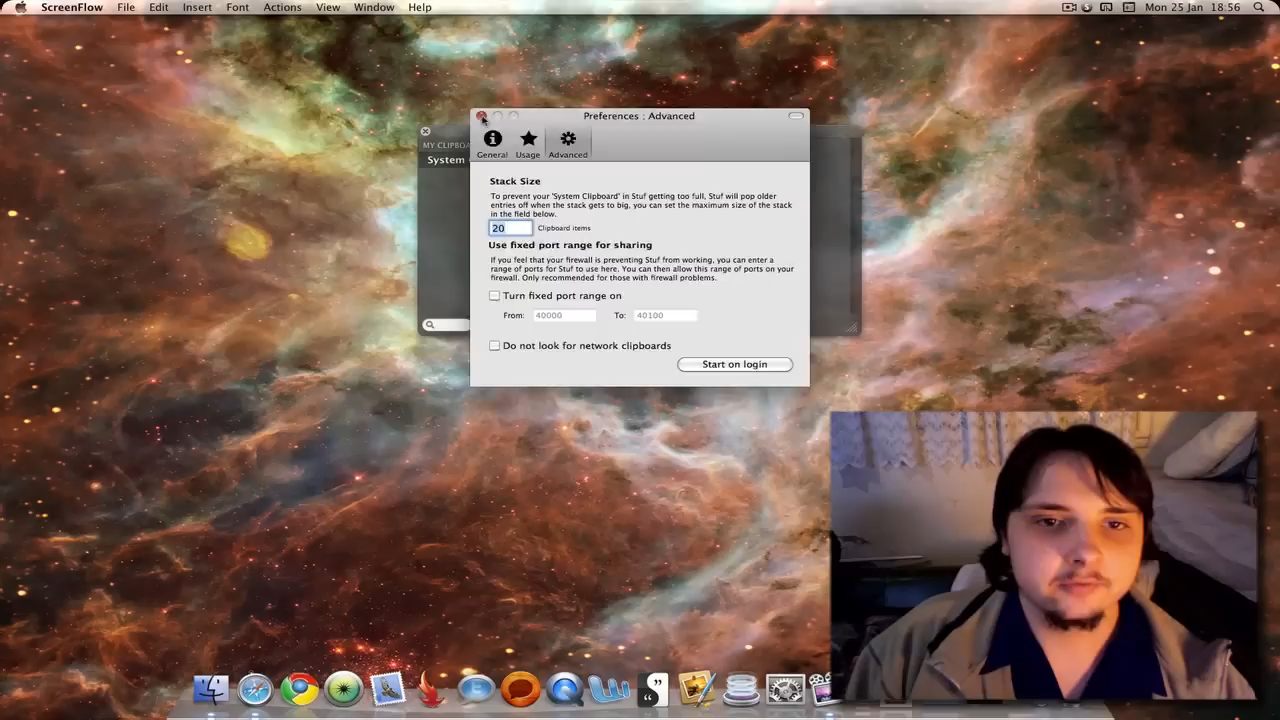 ScreenFlow File Edit Insert Font Actions View Window Help Mon 25 Jan 18:56
Preferences : Advanced
General Usage Advanced
MY CLIPBOA
System
Stack Size
To prevent your 'System Clipboard' in Stuf getting too full, Stuf will pop older
entries off when the stack gets to big, you can set the maximum size of the stack
in the field below.
20 Clipboard items
Use fixed port range for sharing
If you feel that your firewall is preventing Stuf from working, you can enter a
range of ports for Stuf to use here. You can then allow this range of ports on your
firewall. Only recommended for those with firewall problems.
Turn fixed port range on
From: 40000 To: 40100
Do not look for network clipboards
Start on login